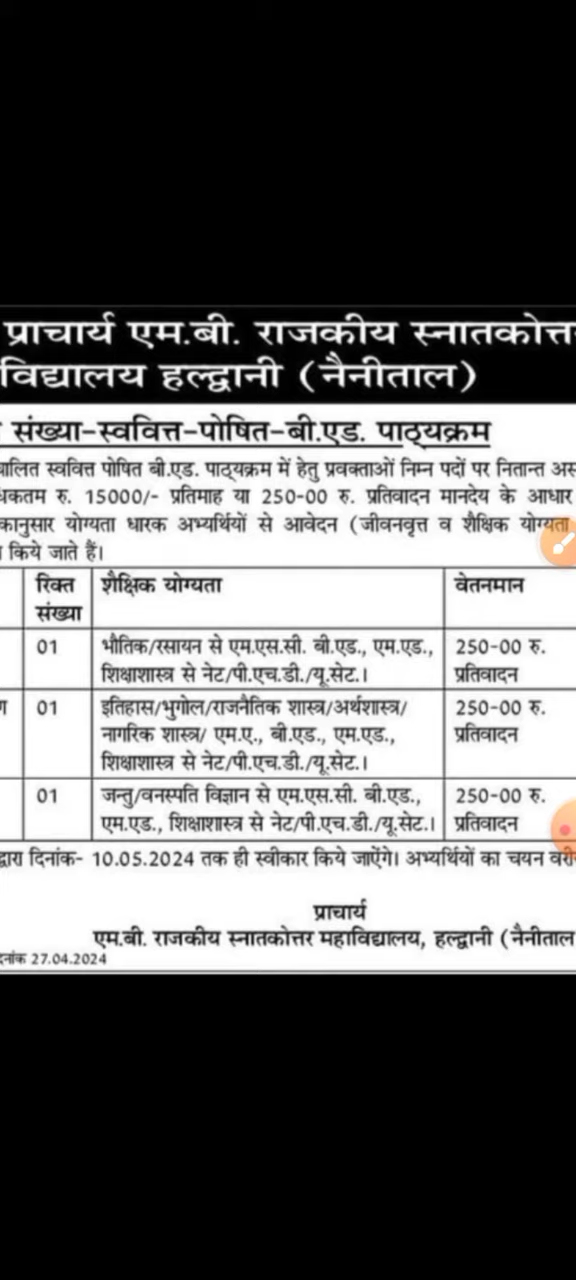 प्राचार्य एम.बी. राजकीय स्नातकोत्त
विद्यालय हल्द्वानी (नैनीताल)
संख्या-स्ववित्त-पोषित-बी.एड. पाठ्यक्रम
ालित स्ववित्त पोषित बी.एड. पाठ्यक्रम में हेतु प्रवक्ताओं निम्न पदों पर नितान्त अस
धिकतम रु. 15000/- प्रतिमाह या 250-00 रु. प्रतिवादन मानदेय के आधार
कानुसार योग्यता धारक अभ्यर्थियों से आवेदन (जीवनवृत्त व शैक्षिक योग्यता
किये जाते हैं।
रिक्त शैक्षिक योग्यता वेतनमान
संख्या
01 भौतिक/रसायन से एम.एस.सी. बी.एड., एम.एड., 250-00 रु.
शिक्षाशास्त्र से नेट/पी.एच.डी./यू.सेट.। प्रतिवादन
ण 01 इतिहास/भुगोल/राजनैतिक शास्त्र/अर्थशास्त्र/ 250-00 रु.
नागरिक शास्त्र/ एम.ए., बी.एड., एम.एड., प्रतिवादन
शिक्षाशास्त्र से नेट/पी.एच.डी./यू.सेट.।
01 जन्तु/वनस्पति विज्ञान से एम.एस.सी. बी.एड., 250-00 रु.
एम.एड., शिक्षाशास्त्र से नेट/पी.एच.डी./यू.सेट.। प्रतिवादन
द्वारा दिनांक- 10.05.2024 तक ही स्वीकार किये जाऐंगे। अभ्यर्थियों का चयन वरी
प्राचार्य
एम.बी. राजकीय स्नातकोत्तर महाविद्यालय, हल्द्वानी (नैनीताल
नांक 27.04.2024